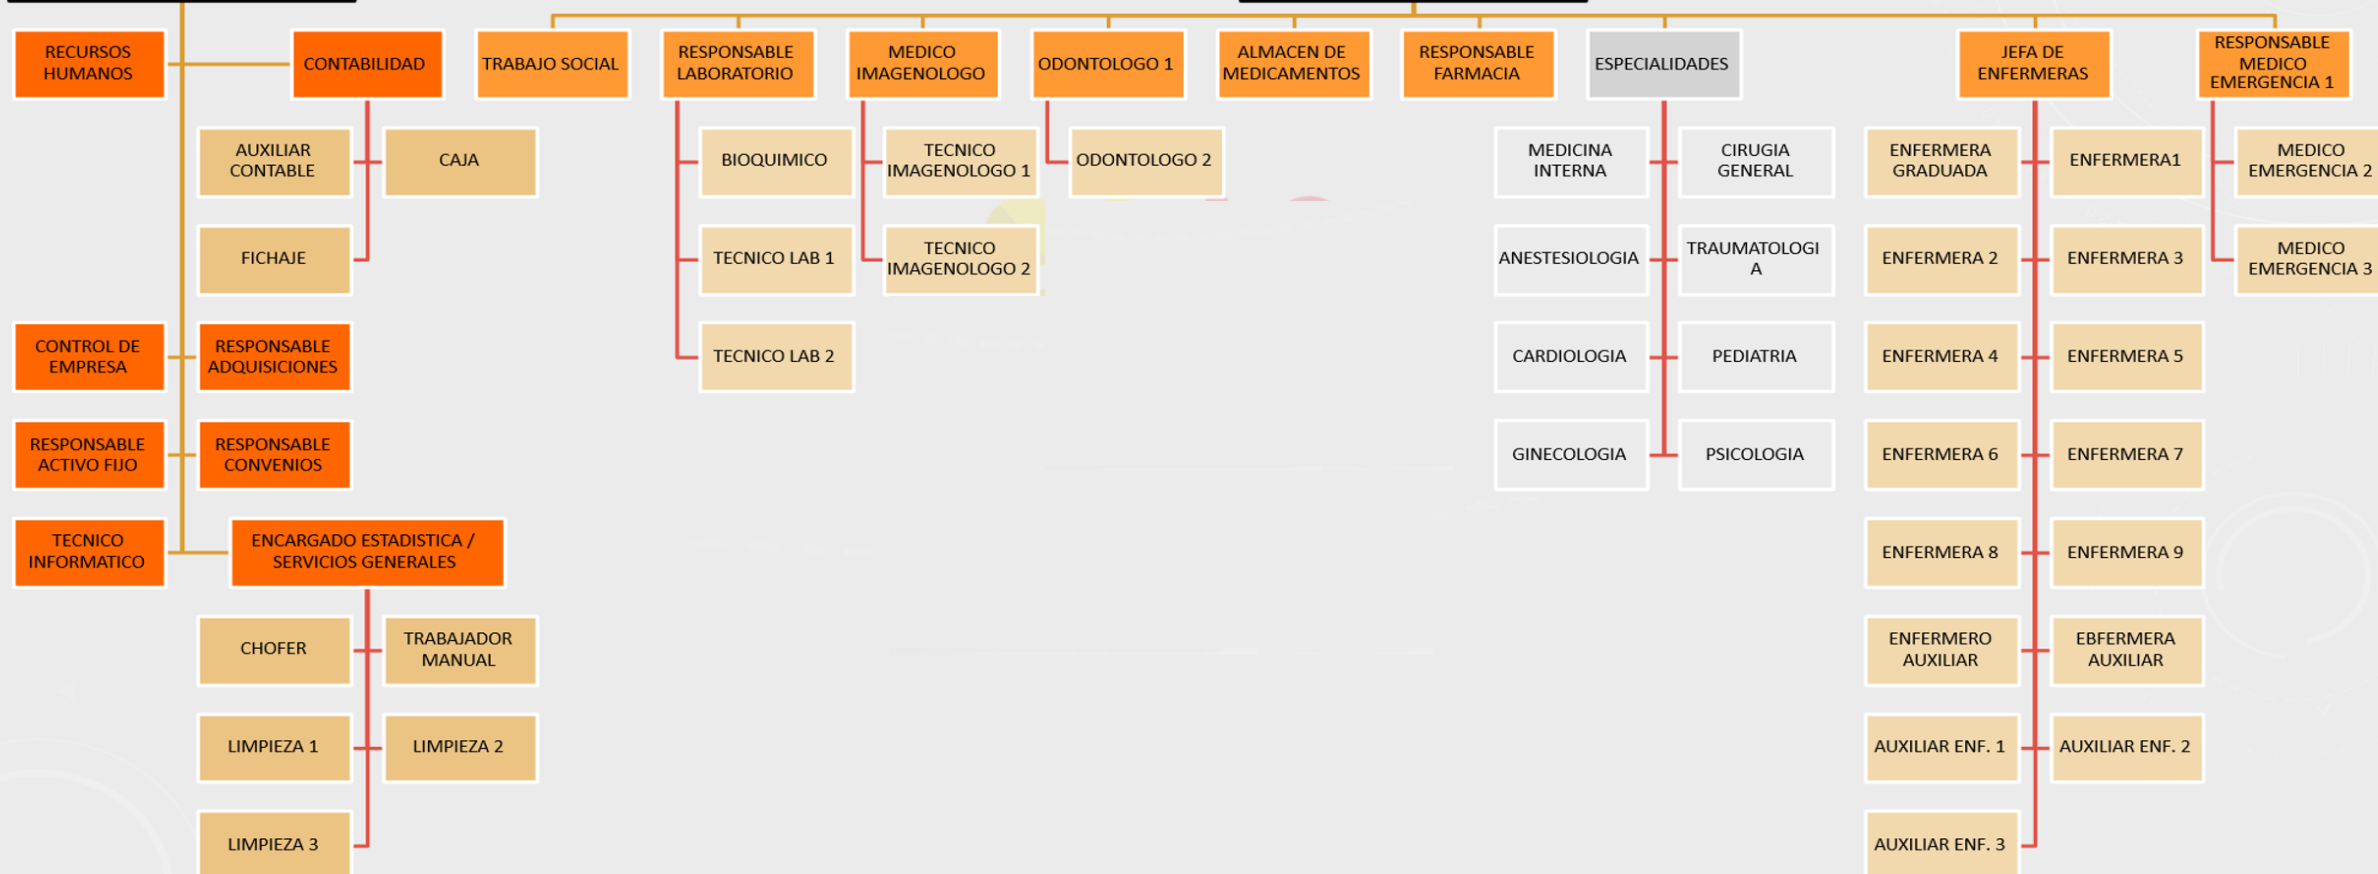 RECURSOS
HUMANOS
CONTABILIDAD
TRABAJO SOCIAL
RESPONSABLE
LABORATORIO
MEDICO
IMAGENOLOGO
ODONTOLOGO 1
ALMACEN DE
MEDICAMENTOS
RESPONSABLE
FARMACIA
ESPECIALIDADES
JEFA DE
ENFERMERAS
RESPONSABLE
MEDICO
EMERGENCIA 1
AUXILIAR
CONTABLE
CAJA
BIOQUIMICO
TECNICO
IMAGENOLOGO 1
ODONTOLOGO 2
MEDICINA
INTERNA
CIRUGIA
GENERAL
ENFERMERA
GRADUADA
ENFERMERA1
MEDICO
EMERGENCIA 2
FICHAJE
TECNICO LAB 1
TECNICO
IMAGENOLOGO 2
ANESTESIOLOGIA
TRAUMATOLOGI
A
ENFERMERA 2
ENFERMERA 3
MEDICO
EMERGENCIA 3
CONTROL DE
EMPRESA
RESPONSABLE
ADQUISICIONES
TECNICO LAB 2
CARDIOLOGIA
PEDIATRIA
ENFERMERA 4
ENFERMERA 5
RESPONSABLE
ACTIVO FIJO
RESPONSABLE
CONVENIOS
GINECOLOGIA
PSICOLOGIA
ENFERMERA 6
ENFERMERA 7
TECNICO
INFORMATICO
ENCARGADO ESTADISTICA /
SERVICIOS GENERALES
ENFERMERA 8
ENFERMERA 9
CHOFER
TRABAJADOR
MANUAL
ENFERMERO
AUXILIAR
EBFERMERA
AUXILIAR
LIMPIEZA 1
LIMPIEZA 2
AUXILIAR ENF. 1
AUXILIAR ENF. 2
LIMPIEZA 3
AUXILIAR ENF. 3